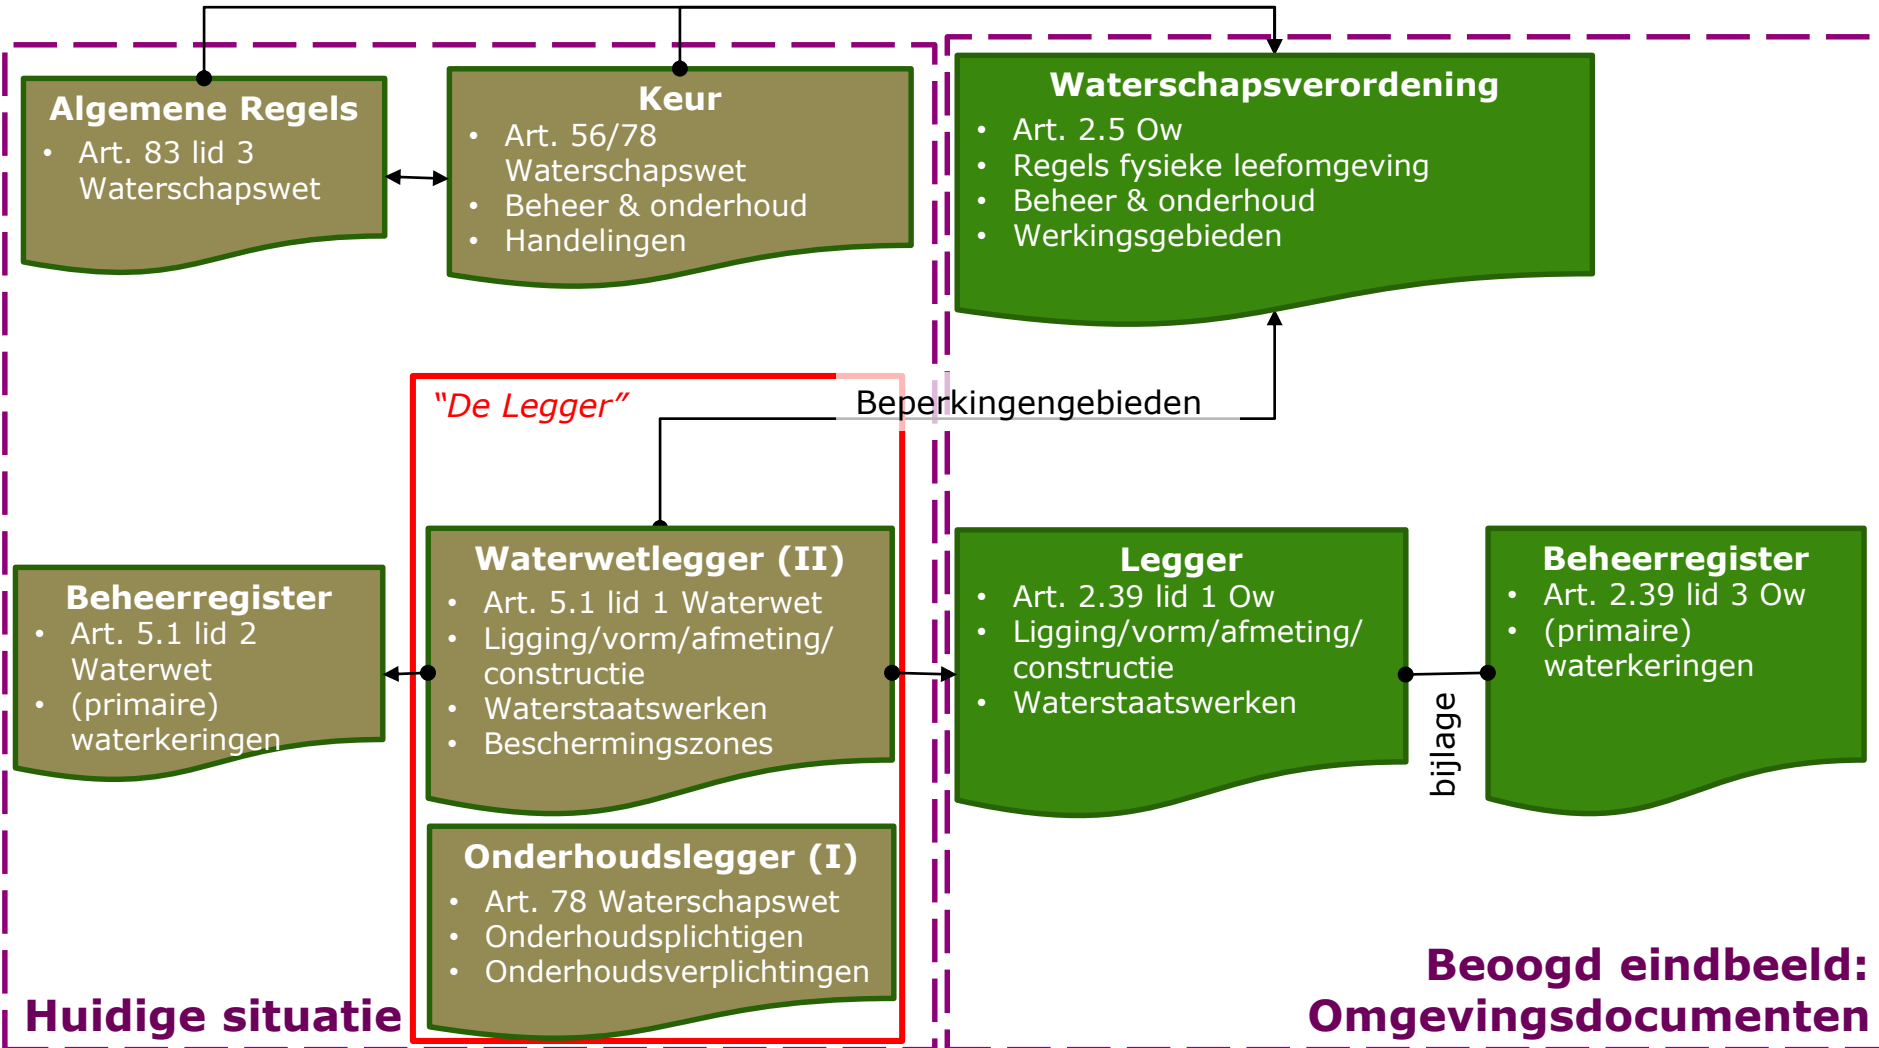 Algemene Regels
• Art. 83 lid 3
Waterschapswet
Keur
• Art. 56/78
Waterschapswet
• Beheer & onderhoud
• Handelingen
Waterschapsverordening
• Art. 2.5 Ow
• Regels fysieke leefomgeving
• Beheer & onderhoud
• Werkingsgebieden
“De Legger”
Beperkingengebieden
Beheerregister
• Art. 5.1 lid 2
Waterwet
• (primaire)
waterkeringen
Waterwetlegger (II)
• Art. 5.1 lid 1 Waterwet
• Ligging/vorm/afmeting/
constructie
• Waterstaatswerken
• Beschermingszones
Onderhoudslegger (I)
• Art. 78 Waterschapswet
• Onderhoudsplichtigen
• Onderhoudsverplichtingen
Legger
• Art. 2.39 lid 1 Ow
• Ligging/vorm/afmeting/
constructie
• Waterstaatswerken
bijlage
Beheerregister
• Art. 2.39 lid 3 Ow
• (primaire)
waterkeringen
Huidige situatie
Beoogd eindbeeld:
Omgevingsdocumenten